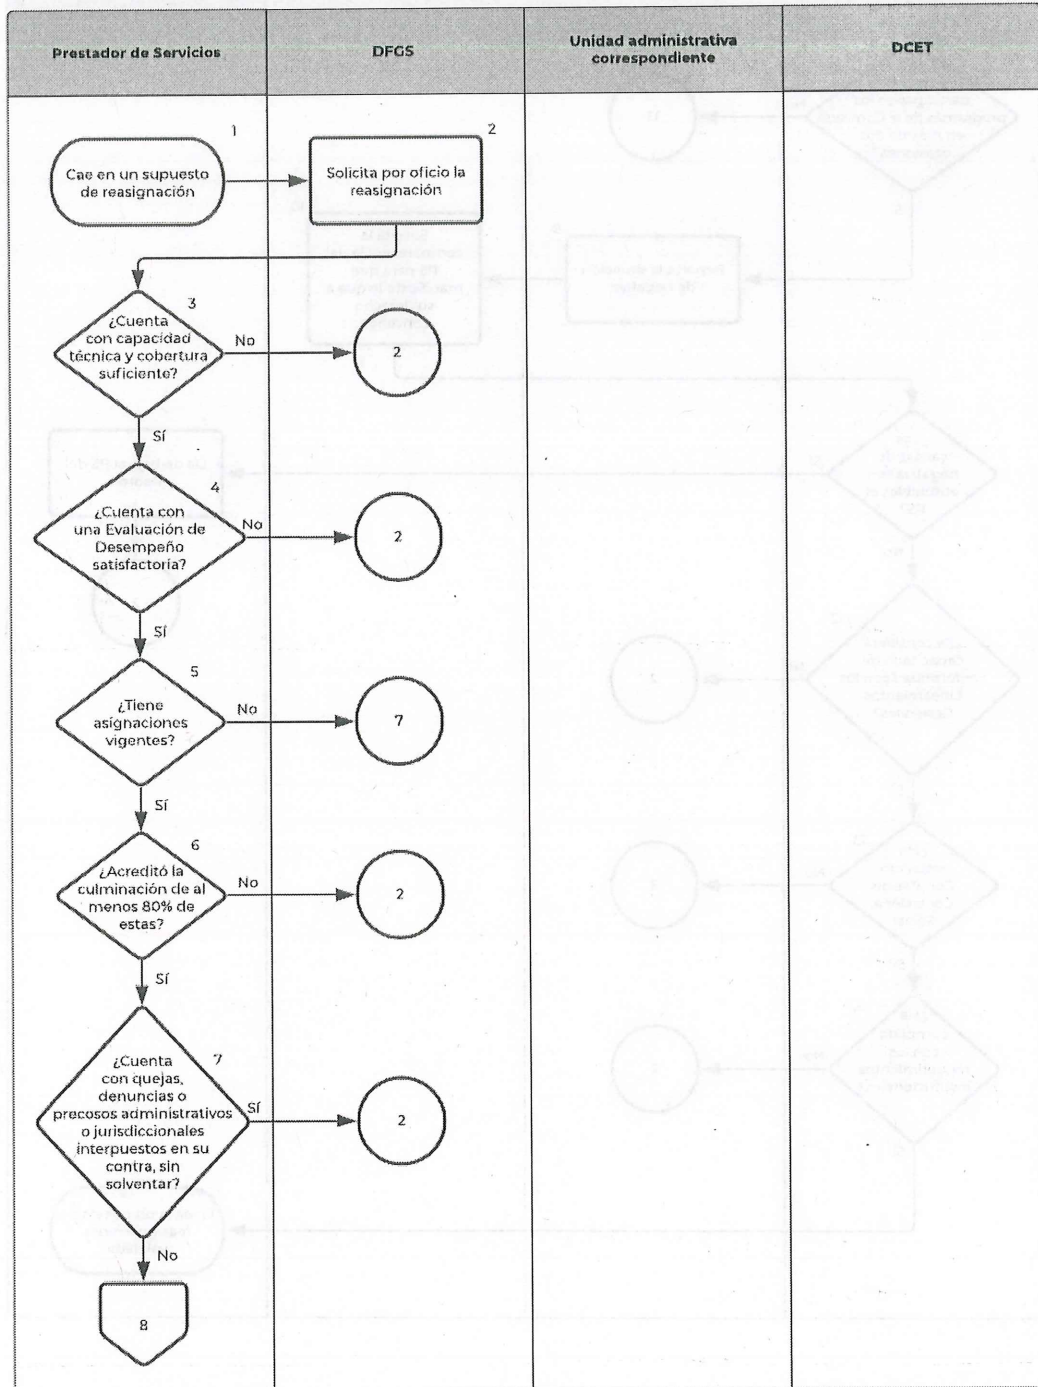 Prestador de Servicios
DFGS
Unidad administrativa
correspondiente
DCET
1
Cae en un supuesto
de reasignación
2
Solicita por oficio la
reasignación
3
¿Cuenta
con capacidad
técnica y cobertura
suficiente?
No
2
Sí
4
¿Cuenta con
una Evaluación de
Desempeño
satisfactoria?
No
2
Sí
5
¿Tiene
asignaciones
vigentes?
No
7
Sí
6
¿Acreditó la
culminación de al
menos 80% de
estas?
No
2
Sí
7
¿Cuenta
con quejas,
denuncias o
precosos administrativos
o jurisdiccionales
interpuestos en su
contra, sin
solventar?
Sí
2
No
8